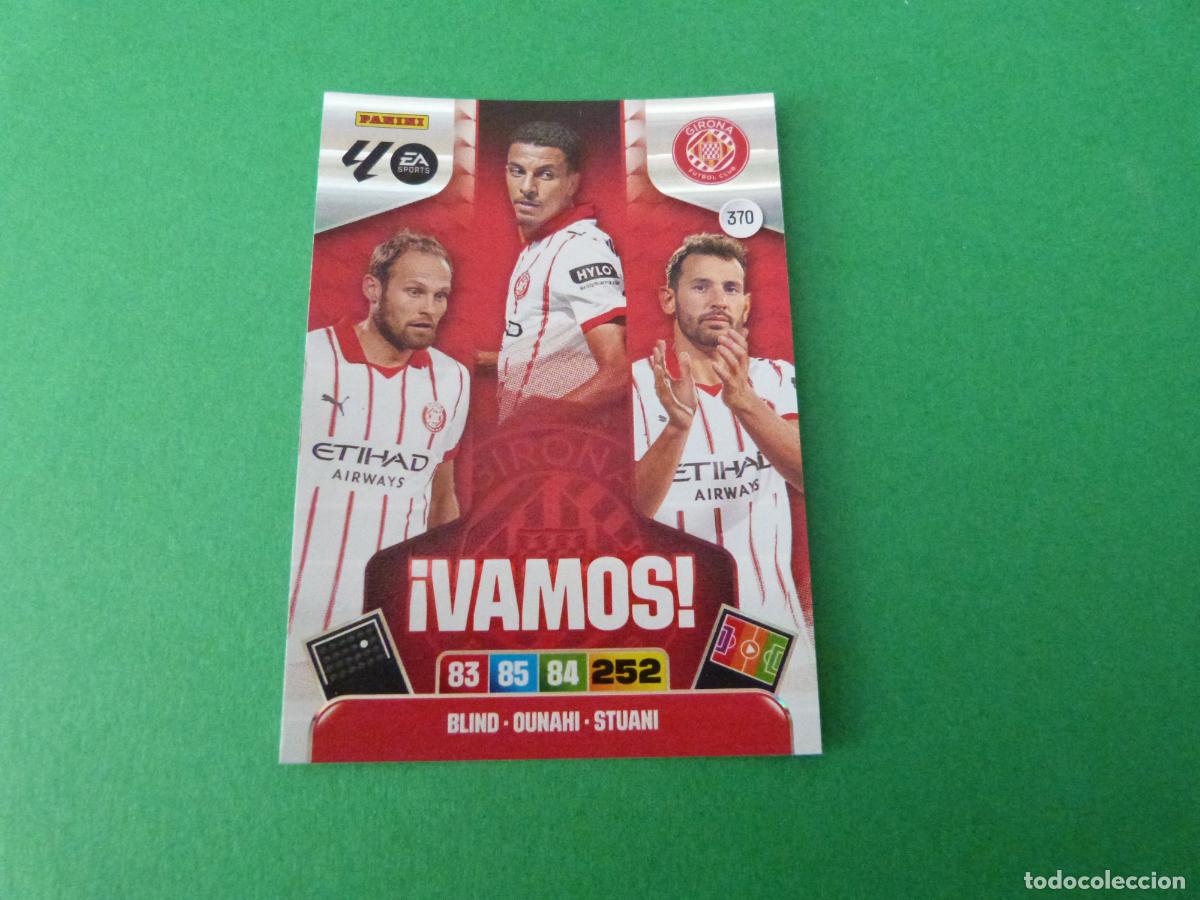 PANINI
EA
SPORTS
GIRONA
FUTBOL CLUB
370
HYLO
ETIHAD
AIRWAYS
ETIHAD
AIRWAYS
GIRONA
¡VAMOS!
83 85 84 252
BLIND · OUNAHI · STUANI
todocoleccion